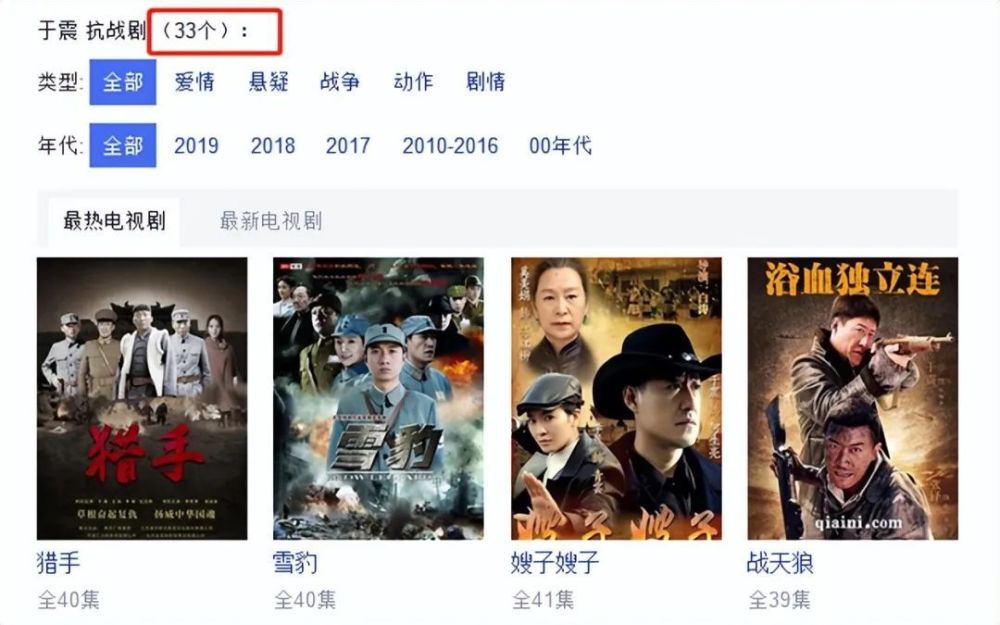 于震 抗战剧（33个）：
类型: 全部 爱情 悬疑 战争 动作 剧情
年代: 全部 2019 2018 2017 2010-2016 00年代
最热电视剧 最新电视剧
猎手
草根奋起复仇 扬威中华国魂
雪豹
嫂子嫂子
浴血独立连
qiaini.com
猎手 雪豹 嫂子嫂子 战天狼
全40集 全40集 全41集 全39集